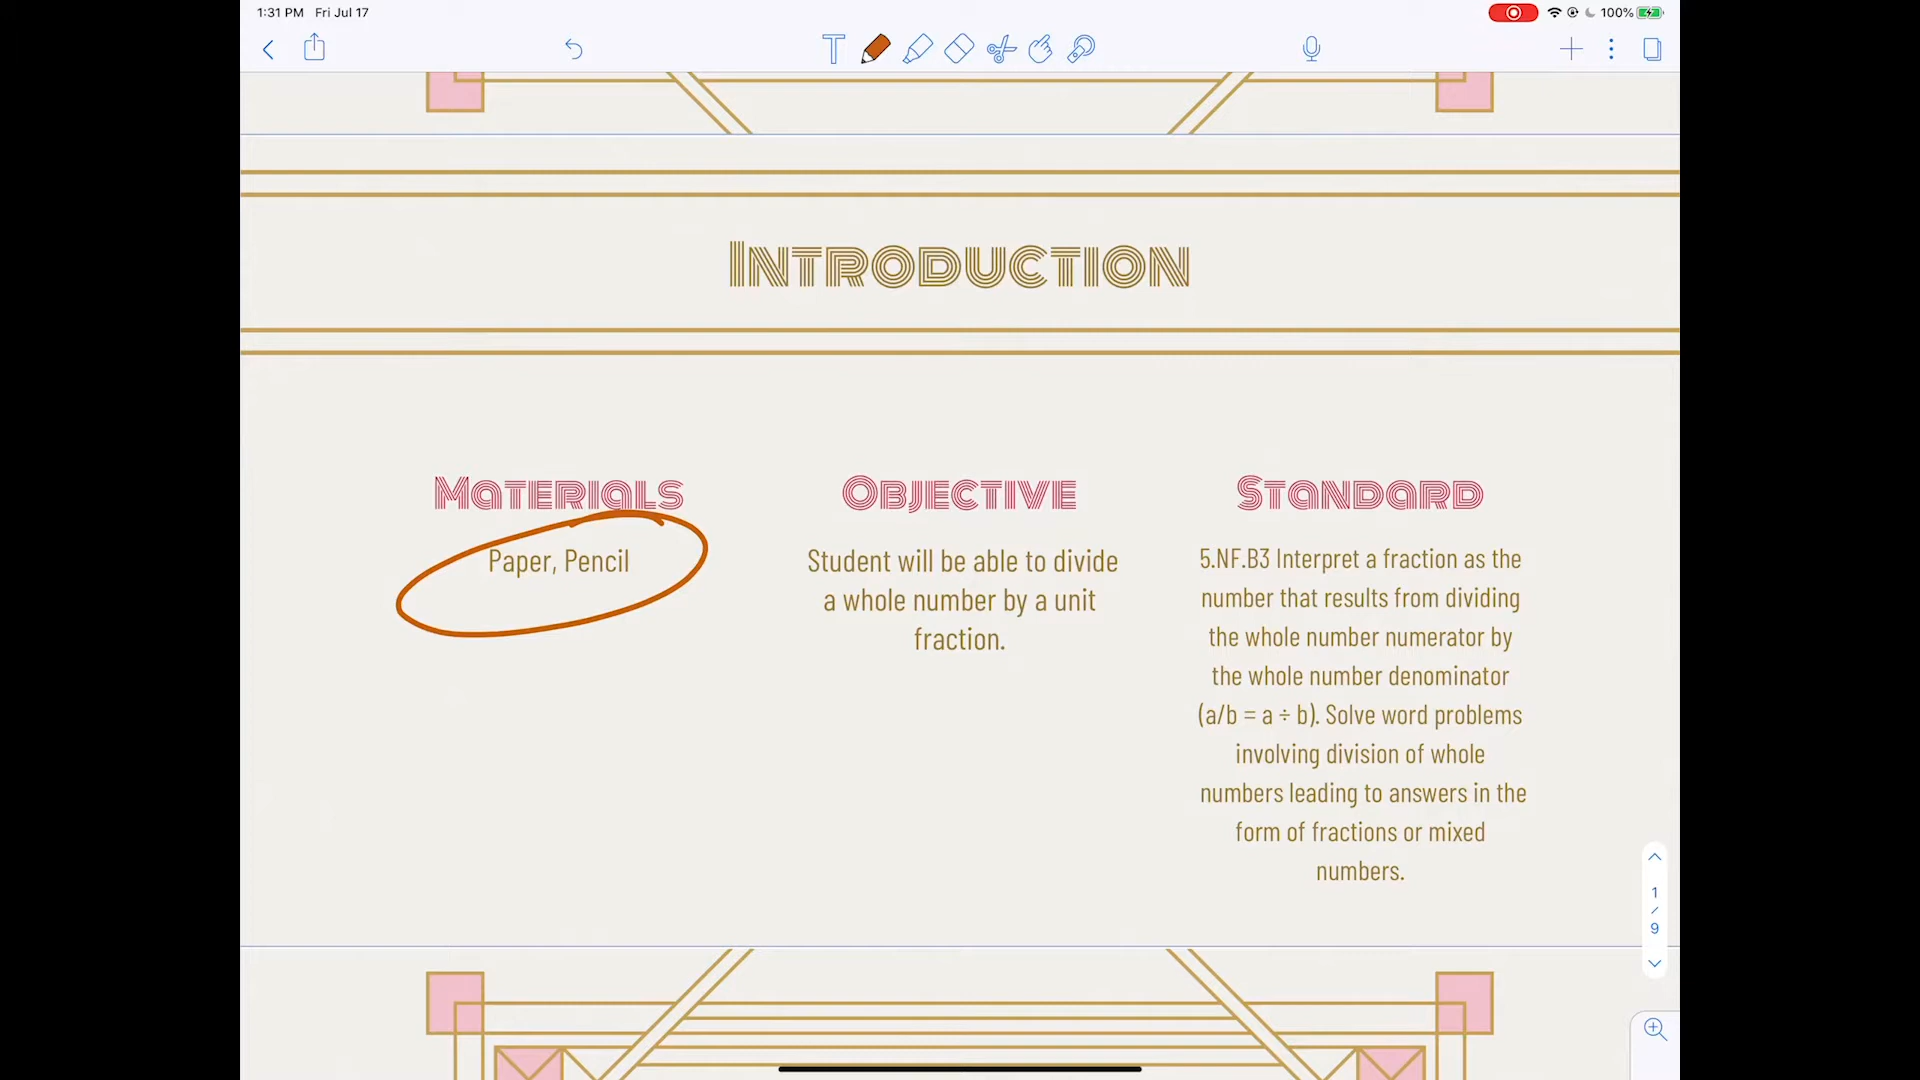 1:31 PM Fri Jul 17
100%
T
INTRODUCTION
MATERIALS
Paper, Pencil
OBJECTIVE
Student will be able to divide
a whole number by a unit
fraction.
STANDARD
5.NF.B3 Interpret a fraction as the
number that results from dividing
the whole number numerator by
the whole number denominator
(a/b = a ÷ b). Solve word problems
involving division of whole
numbers leading to answers in the
form of fractions or mixed
numbers.
1
/
9